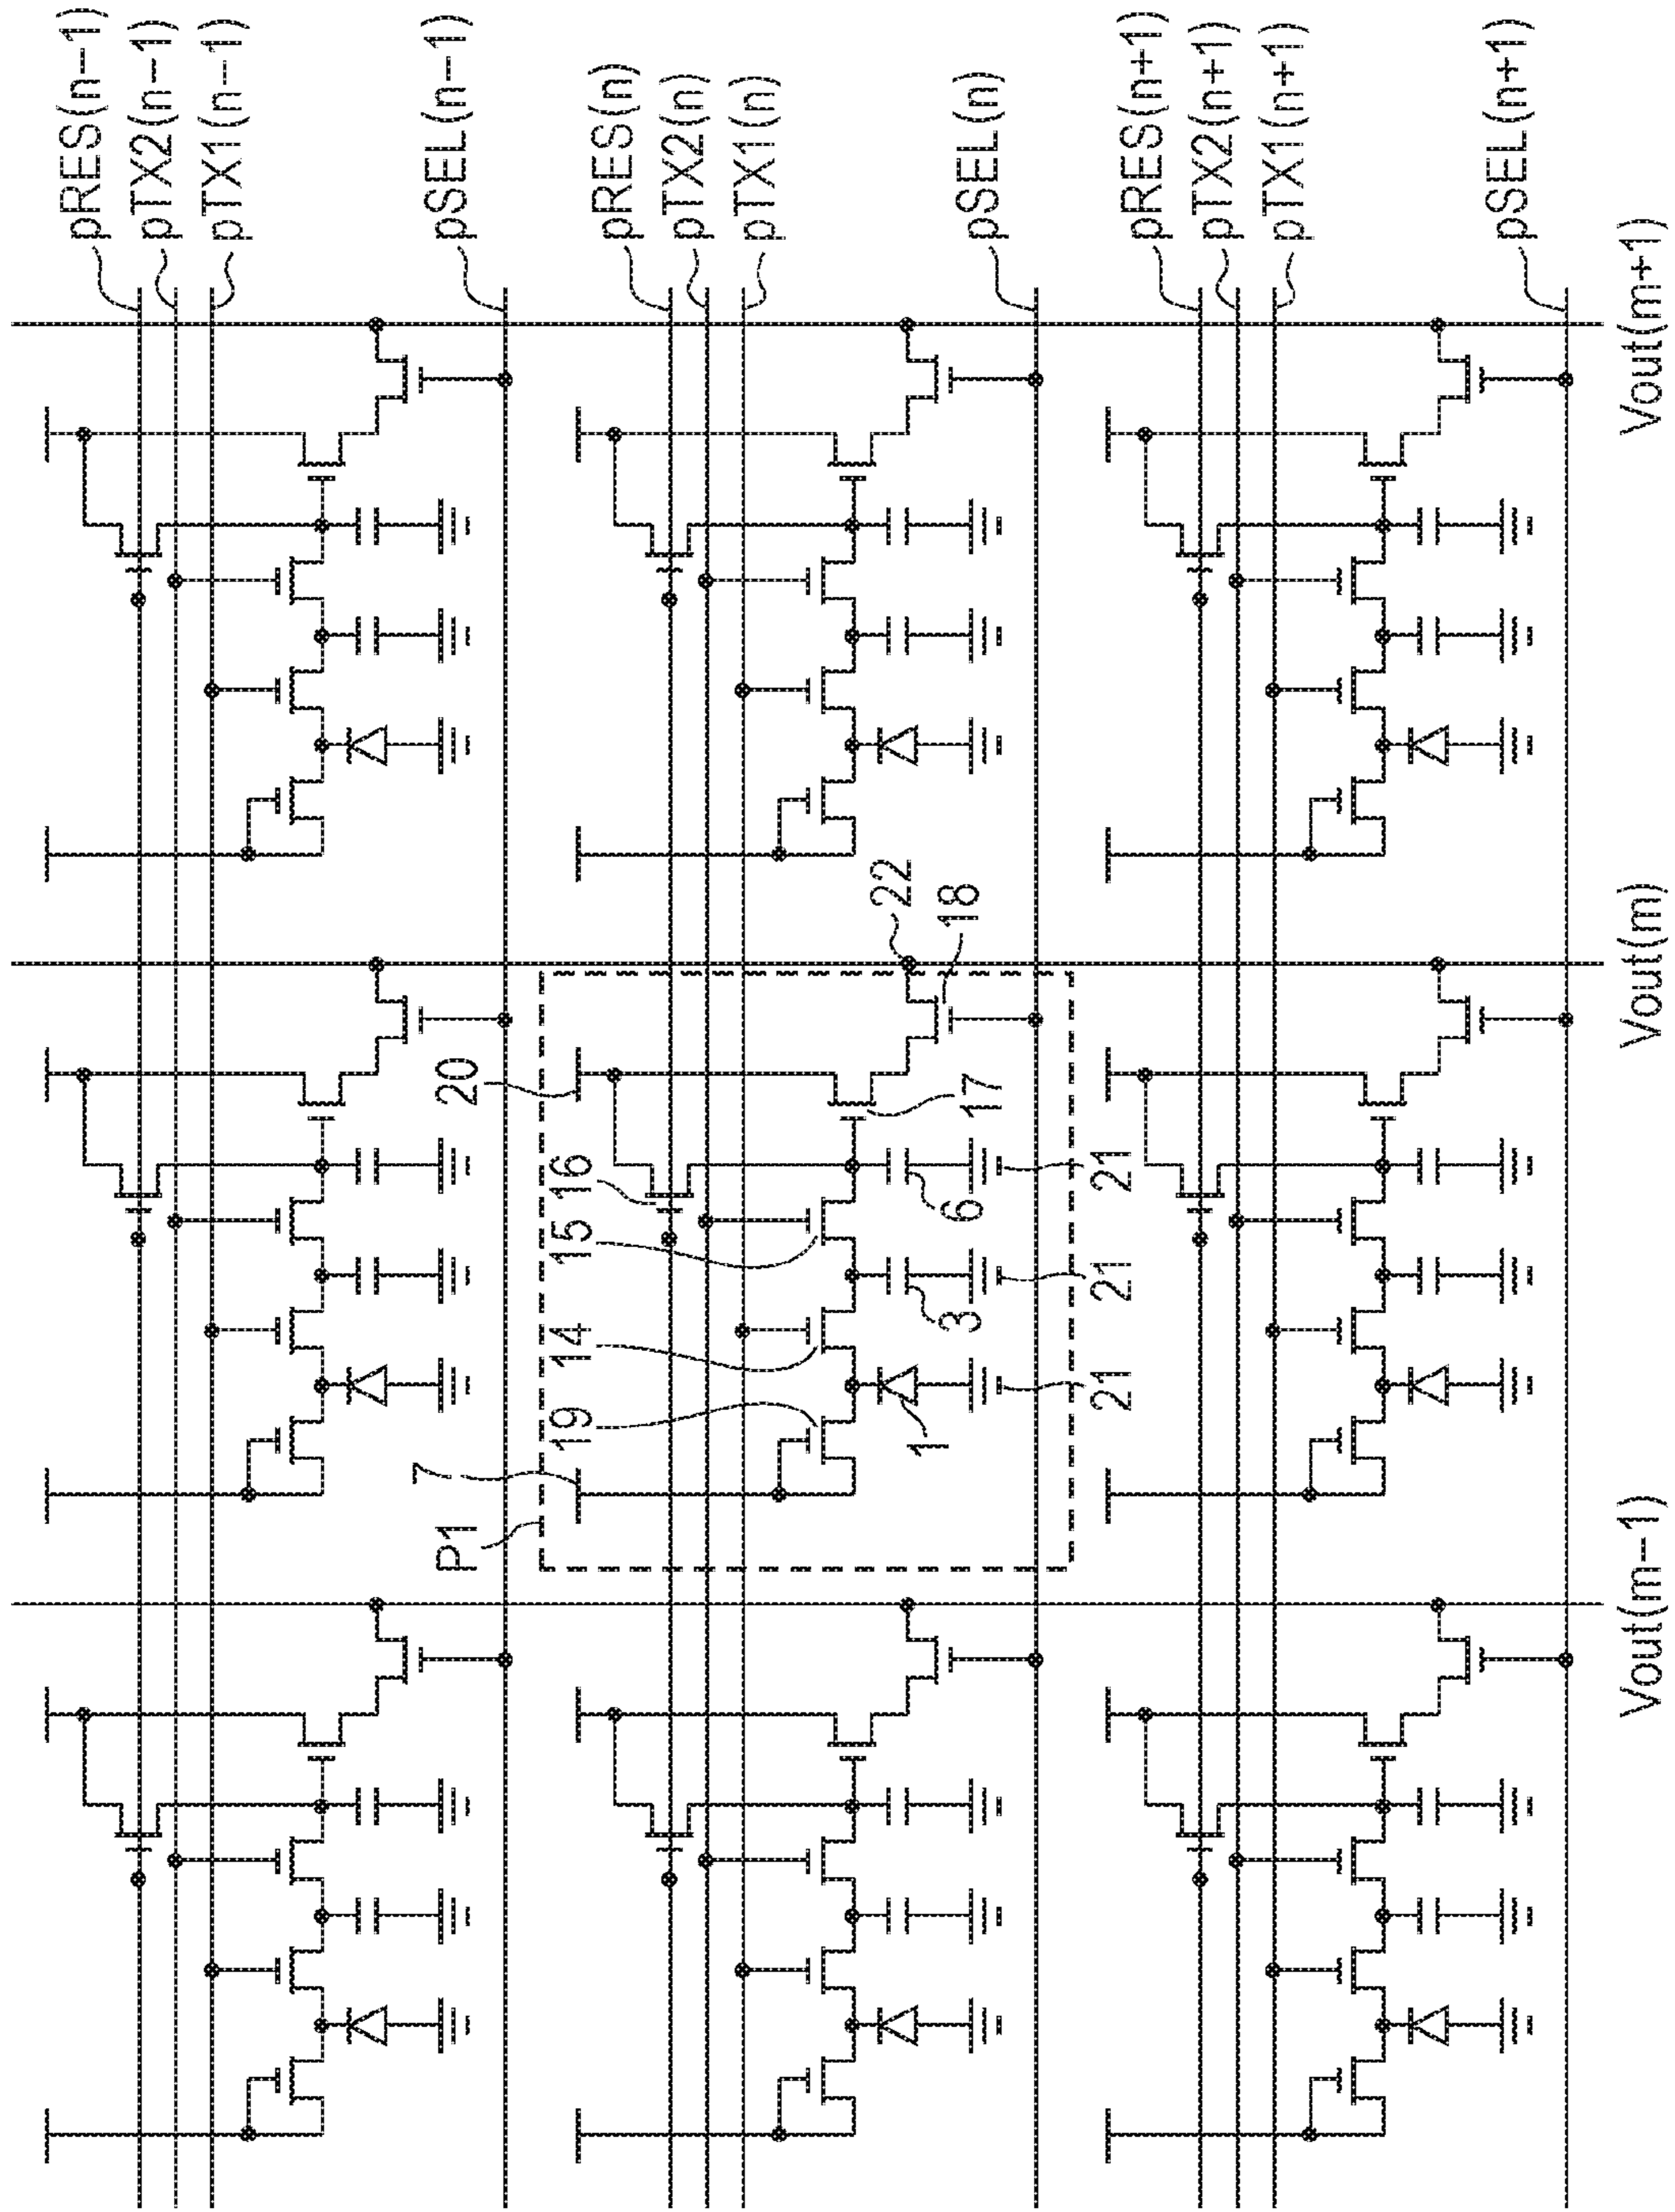 pRES(n−1)
pTX2(n−1)
pTX1(n−1)
pSEL(n−1)
pRES(n)
pTX2(n)
pTX1(n)
pSEL(n)
pRES(n+1)
pTX2(n+1)
pTX1(n+1)
pSEL(n+1)
P1
7
20
19
14
15
16
22
18
1
3
6
17
21
21
21
Vout(m−1)
Vout(m)
Vout(m+1)